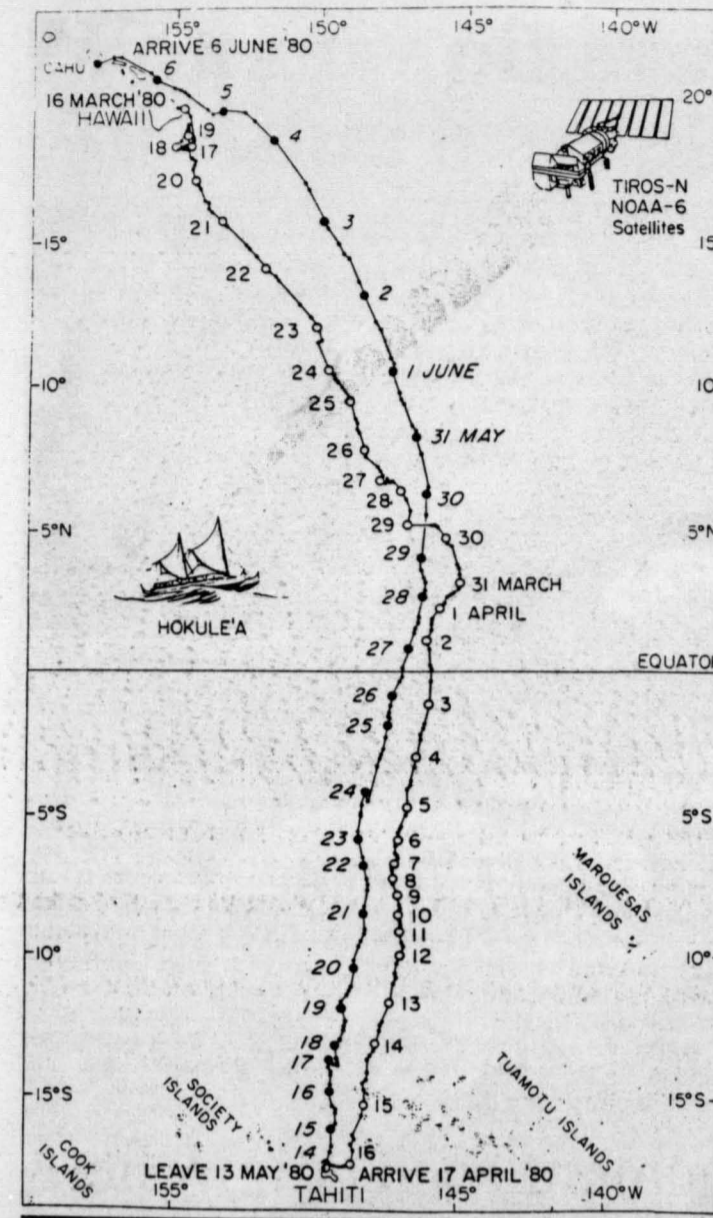 155°
150°
145°
140°W
ARRIVE 6 JUNE '80
OAHU
6
5
20°
16 MARCH '80
HAWAII
4
19
18
17
TIROS-N
NOAA-6
Satellites
20
21
3
15°
15°
22
2
23
24
1 JUNE
10°
10°
25
26
31 MAY
27
28
30
5°N
29
30
5°N
29
31 MARCH
28
1 APRIL
HOKULE'A
27
2
EQUATOR
26
3
25
4
24
5
5°S
5°S
23
6
22
7
8
MARQUESAS
ISLANDS
9
21
10
11
10°
12
10°
20
19
13
18
14
17
SOCIETY
ISLANDS
TUAMOTU ISLANDS
15°S
16
15
15°S
15
COOK
ISLANDS
14
16
LEAVE 13 MAY '80
ARRIVE 17 APRIL '80
TAHITI
155°
150°
145°
140°W